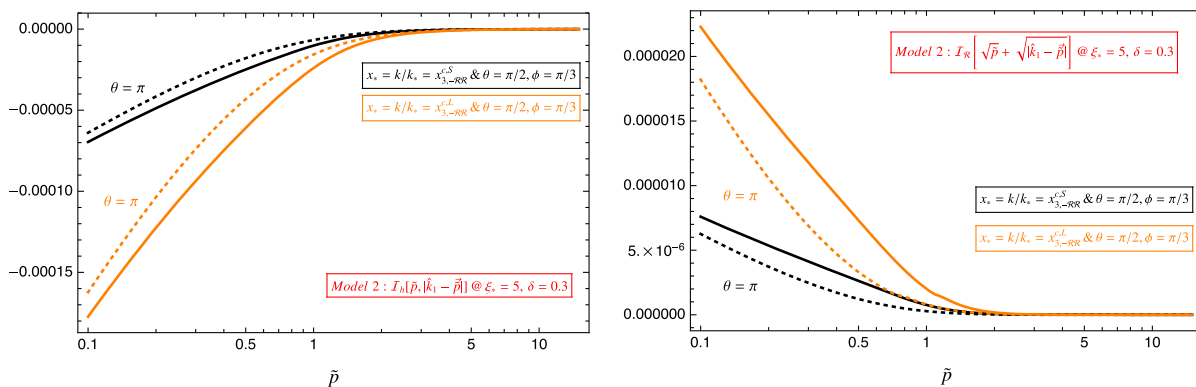 0.00000
−0.00005
−0.00010
−0.00015
θ = π
θ = π
x⁎ = k/k⁎ = x^{c,S}_{3,−ℛℛ} & θ = π/2, ϕ = π/3
x⁎ = k/k⁎ = x^{c,L}_{3,−ℛℛ} & θ = π/2, ϕ = π/3
Model 2 : ℐ_h[p̃, |k̂₁ − p⃗|] @ ξ⁎ = 5, δ = 0.3
0.1 0.5 1 5 10
p̃
0.000020
0.000015
0.000010
5. × 10⁻⁶
0.000000
Model 2 : ℐ_ℛ [√p̃ + √|k̂₁ − p⃗|] @ ξ⁎ = 5, δ = 0.3
θ = π
θ = π
x⁎ = k/k⁎ = x^{c,S}_{3,−ℛℛ} & θ = π/2, ϕ = π/3
x⁎ = k/k⁎ = x^{c,L}_{3,−ℛℛ} & θ = π/2, ϕ = π/3
0.1 0.5 1 5 10
p̃